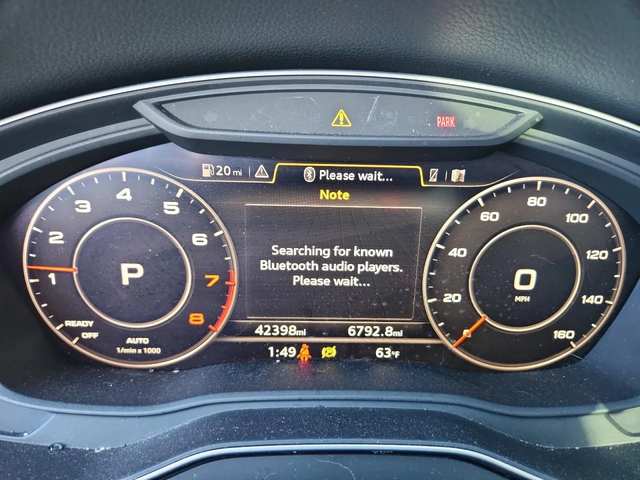 PARK
20 mi
Please wait...
Note
Searching for known
Bluetooth audio players.
Please wait...
42398mi 6792.8mi
1:49 63°F
1 2 3 4 5 6 7 8
P
READY
OFF
AUTO
1/min x 1000
20 40 60 80 100 120 140 160
0
MPH